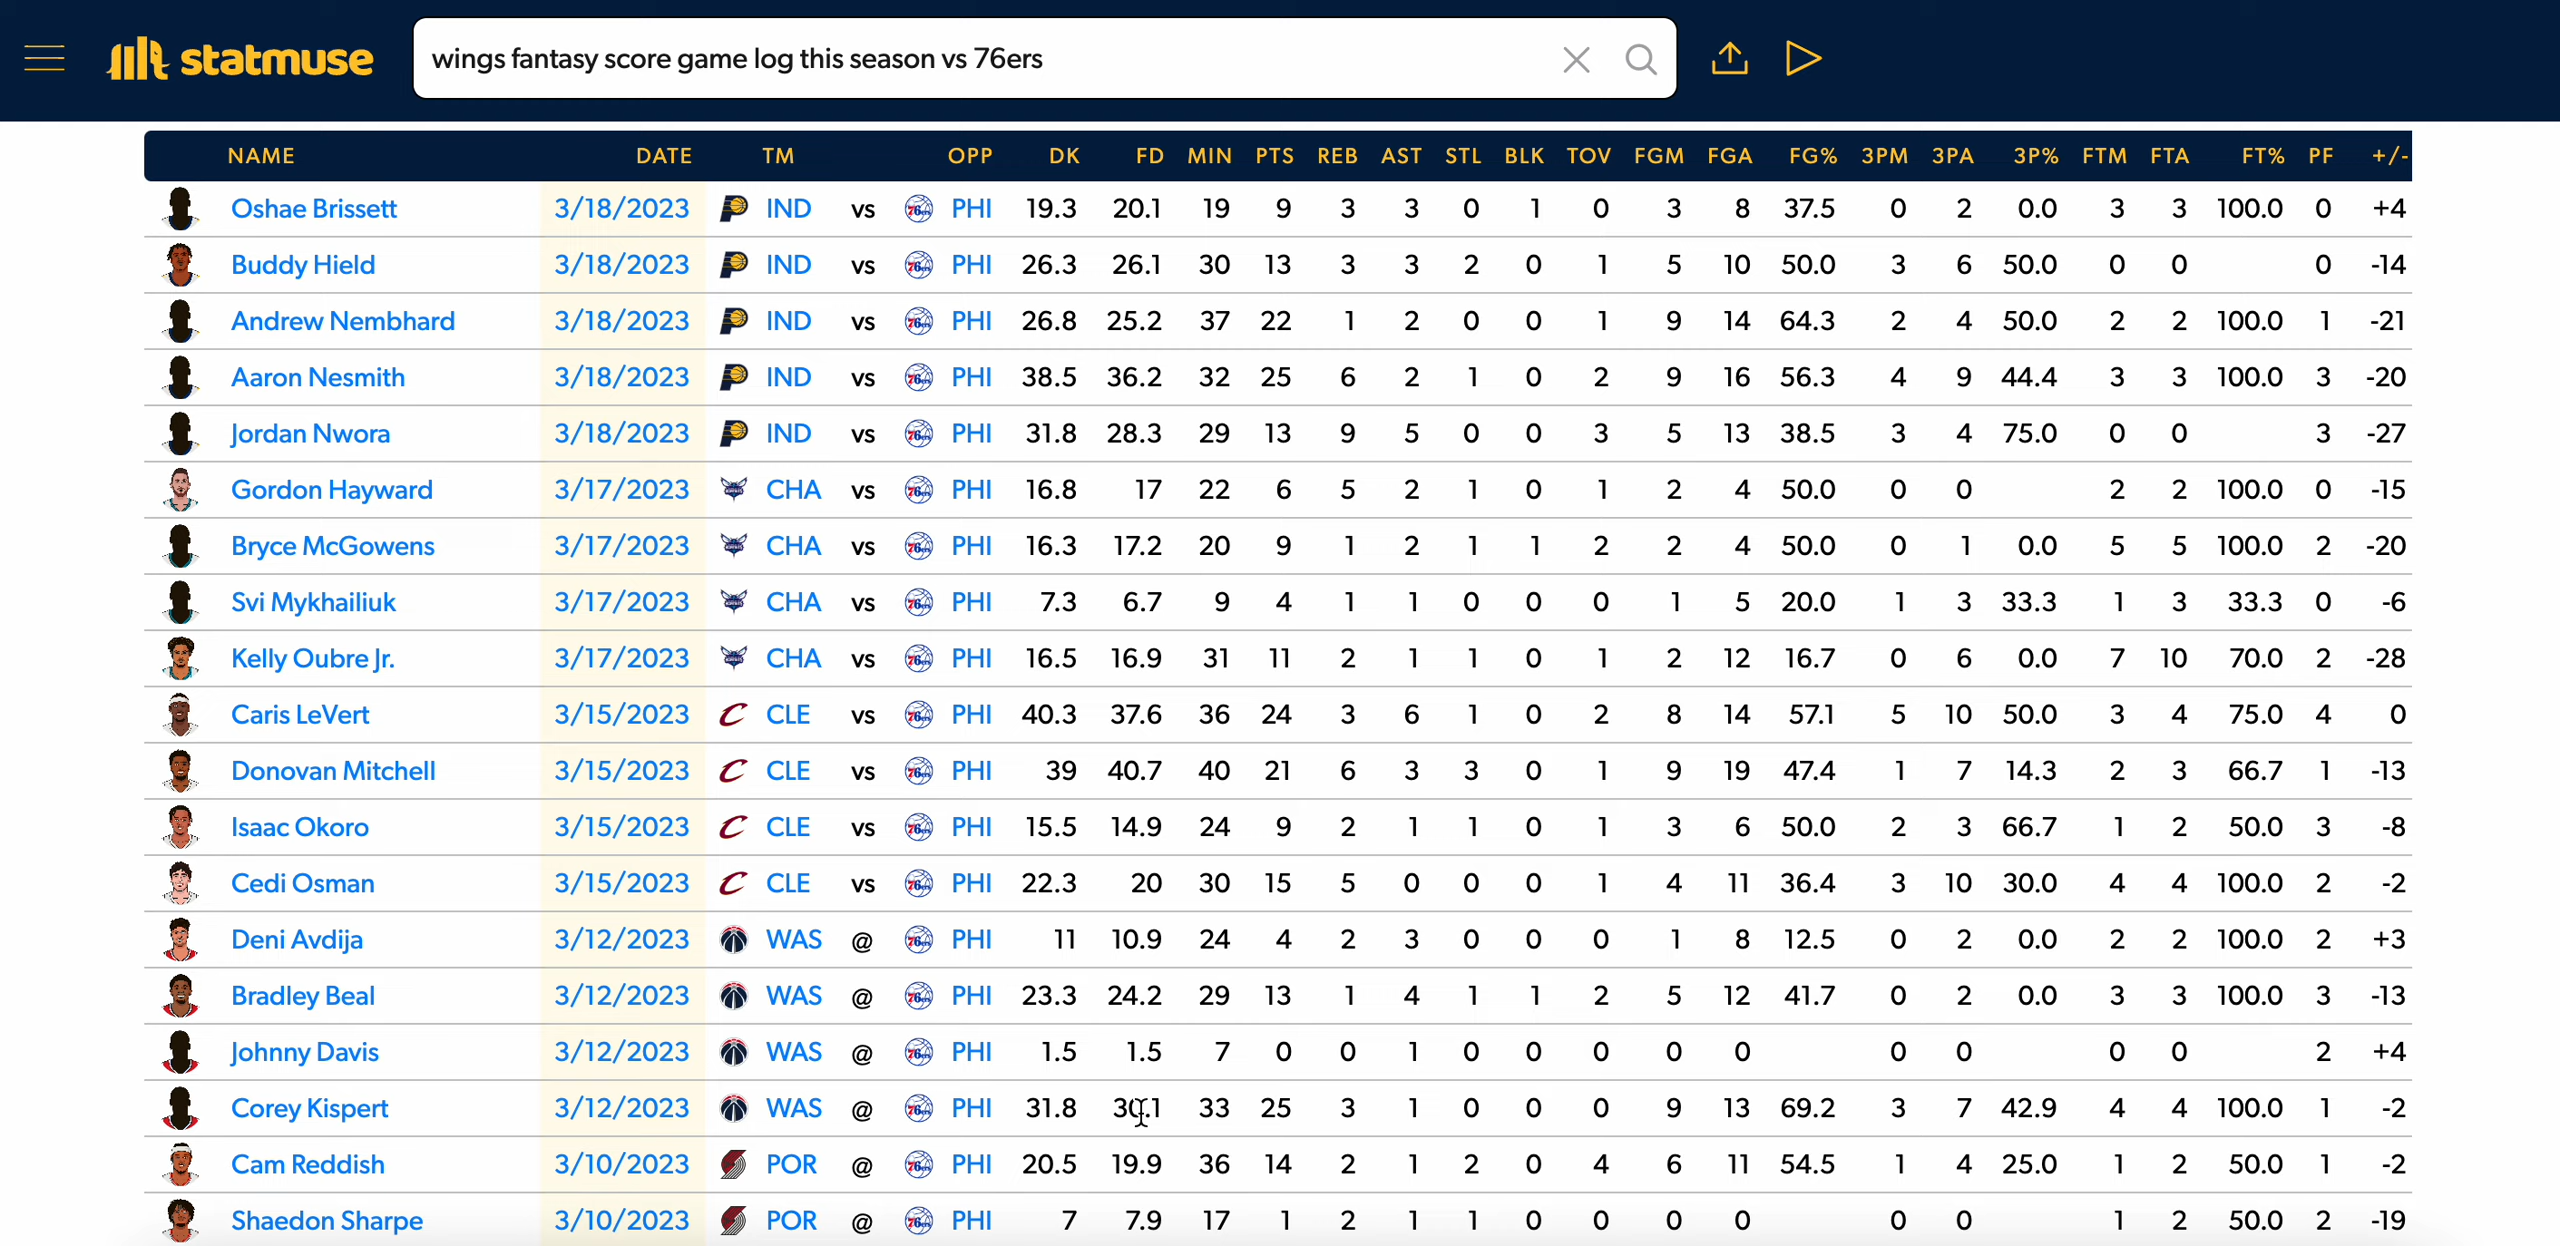 statmuse
wings fantasy score game log this season vs 76ers
NAME DATE TM OPP DK FD MIN PTS REB AST STL BLK TOV FGM FGA FG% 3PM 3PA 3P% FTM FTA FT% PF +/-
Oshae Brissett 3/18/2023 IND vs PHI 19.3 20.1 19 9 3 3 0 1 0 3 8 37.5 0 2 0.0 3 3 100.0 0 +4
Buddy Hield 3/18/2023 IND vs PHI 26.3 26.1 30 13 3 3 2 0 1 5 10 50.0 3 6 50.0 0 0 0 -14
Andrew Nembhard 3/18/2023 IND vs PHI 26.8 25.2 37 22 1 2 0 0 1 9 14 64.3 2 4 50.0 2 2 100.0 1 -21
Aaron Nesmith 3/18/2023 IND vs PHI 38.5 36.2 32 25 6 2 1 0 2 9 16 56.3 4 9 44.4 3 3 100.0 3 -20
Jordan Nwora 3/18/2023 IND vs PHI 31.8 28.3 29 13 9 5 0 0 3 5 13 38.5 3 4 75.0 0 0 3 -27
Gordon Hayward 3/17/2023 CHA vs PHI 16.8 17 22 6 5 2 1 0 1 2 4 50.0 0 0 2 2 100.0 0 -15
Bryce McGowens 3/17/2023 CHA vs PHI 16.3 17.2 20 9 1 2 1 1 2 2 4 50.0 0 1 0.0 5 5 100.0 2 -20
Svi Mykhailiuk 3/17/2023 CHA vs PHI 7.3 6.7 9 4 1 1 0 0 0 1 5 20.0 1 3 33.3 1 3 33.3 0 -6
Kelly Oubre Jr. 3/17/2023 CHA vs PHI 16.5 16.9 31 11 2 1 1 0 1 2 12 16.7 0 6 0.0 7 10 70.0 2 -28
Caris LeVert 3/15/2023 CLE vs PHI 40.3 37.6 36 24 3 6 1 0 2 8 14 57.1 5 10 50.0 3 4 75.0 4 0
Donovan Mitchell 3/15/2023 CLE vs PHI 39 40.7 40 21 6 3 3 0 1 9 19 47.4 1 7 14.3 2 3 66.7 1 -13
Isaac Okoro 3/15/2023 CLE vs PHI 15.5 14.9 24 9 2 1 1 0 1 3 6 50.0 2 3 66.7 1 2 50.0 3 -8
Cedi Osman 3/15/2023 CLE vs PHI 22.3 20 30 15 5 0 0 0 1 4 11 36.4 3 10 30.0 4 4 100.0 2 -2
Deni Avdija 3/12/2023 WAS @ PHI 11 10.9 24 4 2 3 0 0 0 1 8 12.5 0 2 0.0 2 2 100.0 2 +3
Bradley Beal 3/12/2023 WAS @ PHI 23.3 24.2 29 13 1 4 1 1 2 5 12 41.7 0 2 0.0 3 3 100.0 3 -13
Johnny Davis 3/12/2023 WAS @ PHI 1.5 1.5 7 0 0 1 0 0 0 0 0 0 0 0 0 2 +4
Corey Kispert 3/12/2023 WAS @ PHI 31.8 30.1 33 25 3 1 0 0 0 9 13 69.2 3 7 42.9 4 4 100.0 1 -2
Cam Reddish 3/10/2023 POR @ PHI 20.5 19.9 36 14 2 1 2 0 4 6 11 54.5 1 4 25.0 1 2 50.0 1 -2
Shaedon Sharpe 3/10/2023 POR @ PHI 7 7.9 17 1 2 1 1 0 0 0 0 0 0 1 2 50.0 2 -19